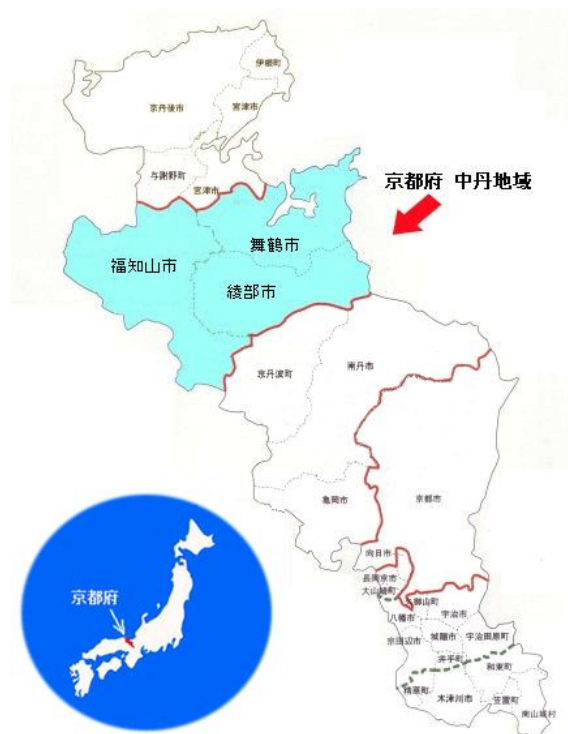 伊根町
京丹後市
宮津市
与謝野町
宮津市
京都府 中丹地域
舞鶴市
福知山市
綾部市
京丹波町
南丹市
亀岡市
京都市
向日市
長岡京市
大山崎町
久御山町
八幡市
宇治市
京田辺市
城陽市
宇治田原町
井手町
和束町
精華町
木津川市
笠置町
南山城村
京都府